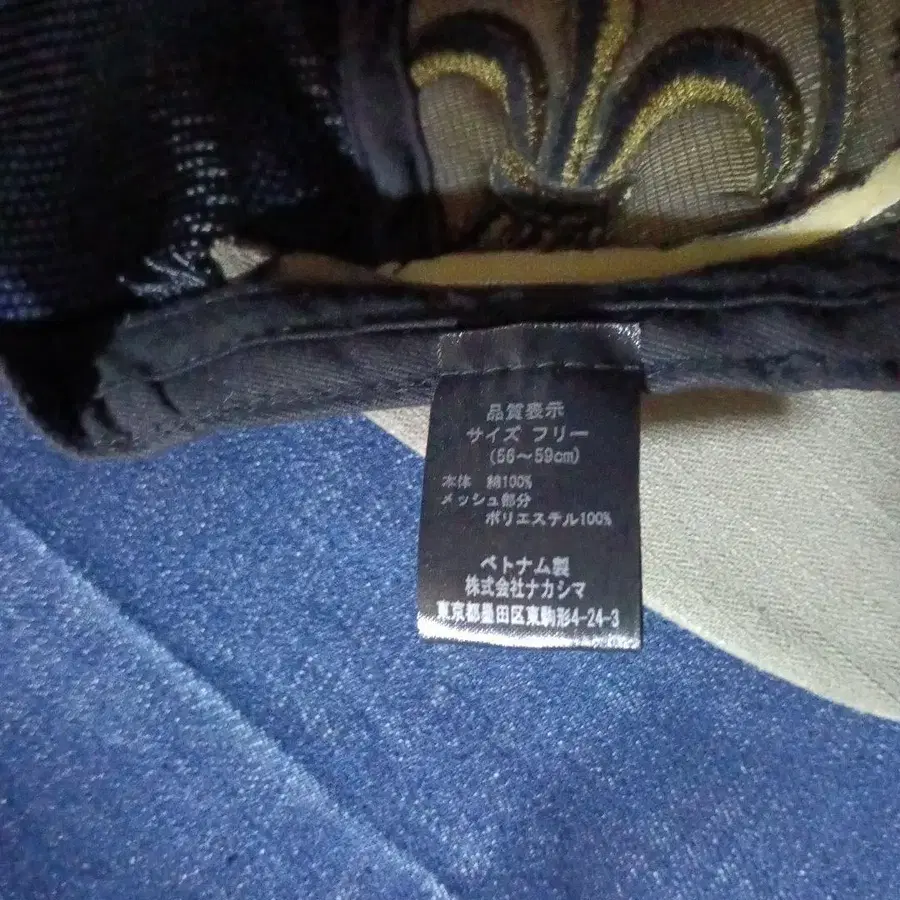 品質表示
サイズ フリー
(56〜59cm)
本体 綿100%
メッシュ部分
ポリエステル100%
ベトナム製
株式会社ナカシマ
東京都墨田区東駒形4-24-3